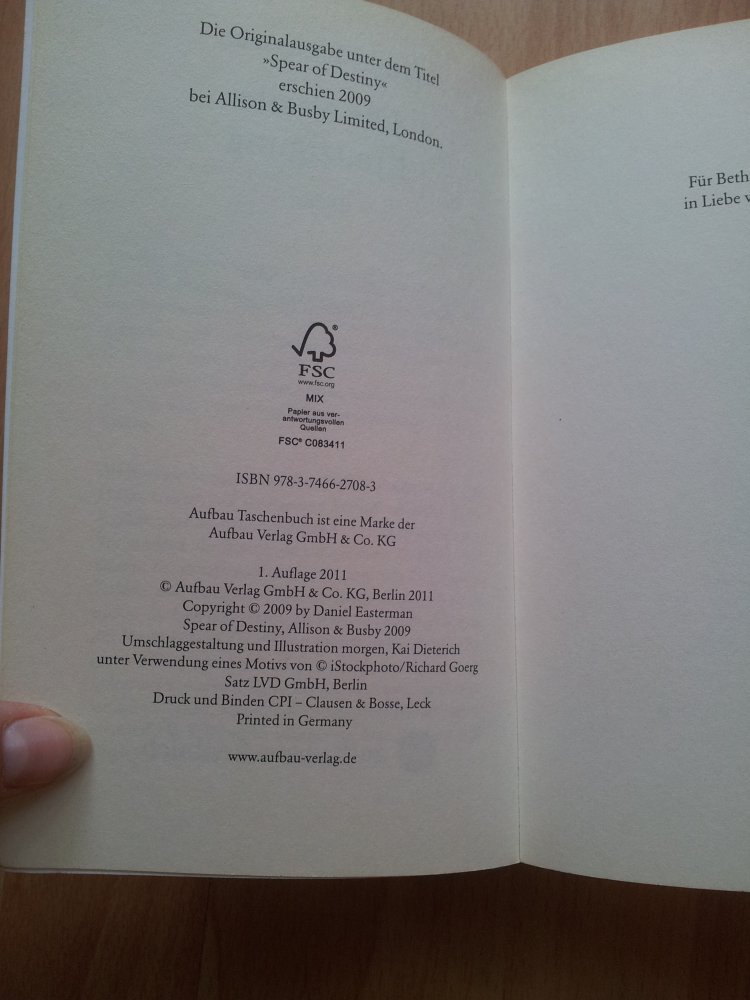 Die Originalausgabe unter dem Titel
»Spear of Destiny«
erschien 2009
bei Allison & Busby Limited, London.
FSC®
www.fsc.org
MIX
Papier aus ver-
antwortungsvollen
Quellen
FSC® C083411
ISBN 978-3-7466-2708-3
Aufbau Taschenbuch ist eine Marke der
Aufbau Verlag GmbH & Co. KG
1. Auflage 2011
© Aufbau Verlag GmbH & Co. KG, Berlin 2011
Copyright © 2009 by Daniel Easterman
Spear of Destiny, Allison & Busby 2009
Umschlaggestaltung und Illustration morgen, Kai Dieterich
unter Verwendung eines Motivs von © iStockphoto/Richard Goerg
Satz LVD GmbH, Berlin
Druck und Binden CPI – Clausen & Bosse, Leck
Printed in Germany
www.aufbau-verlag.de
Für Beth
in Liebe